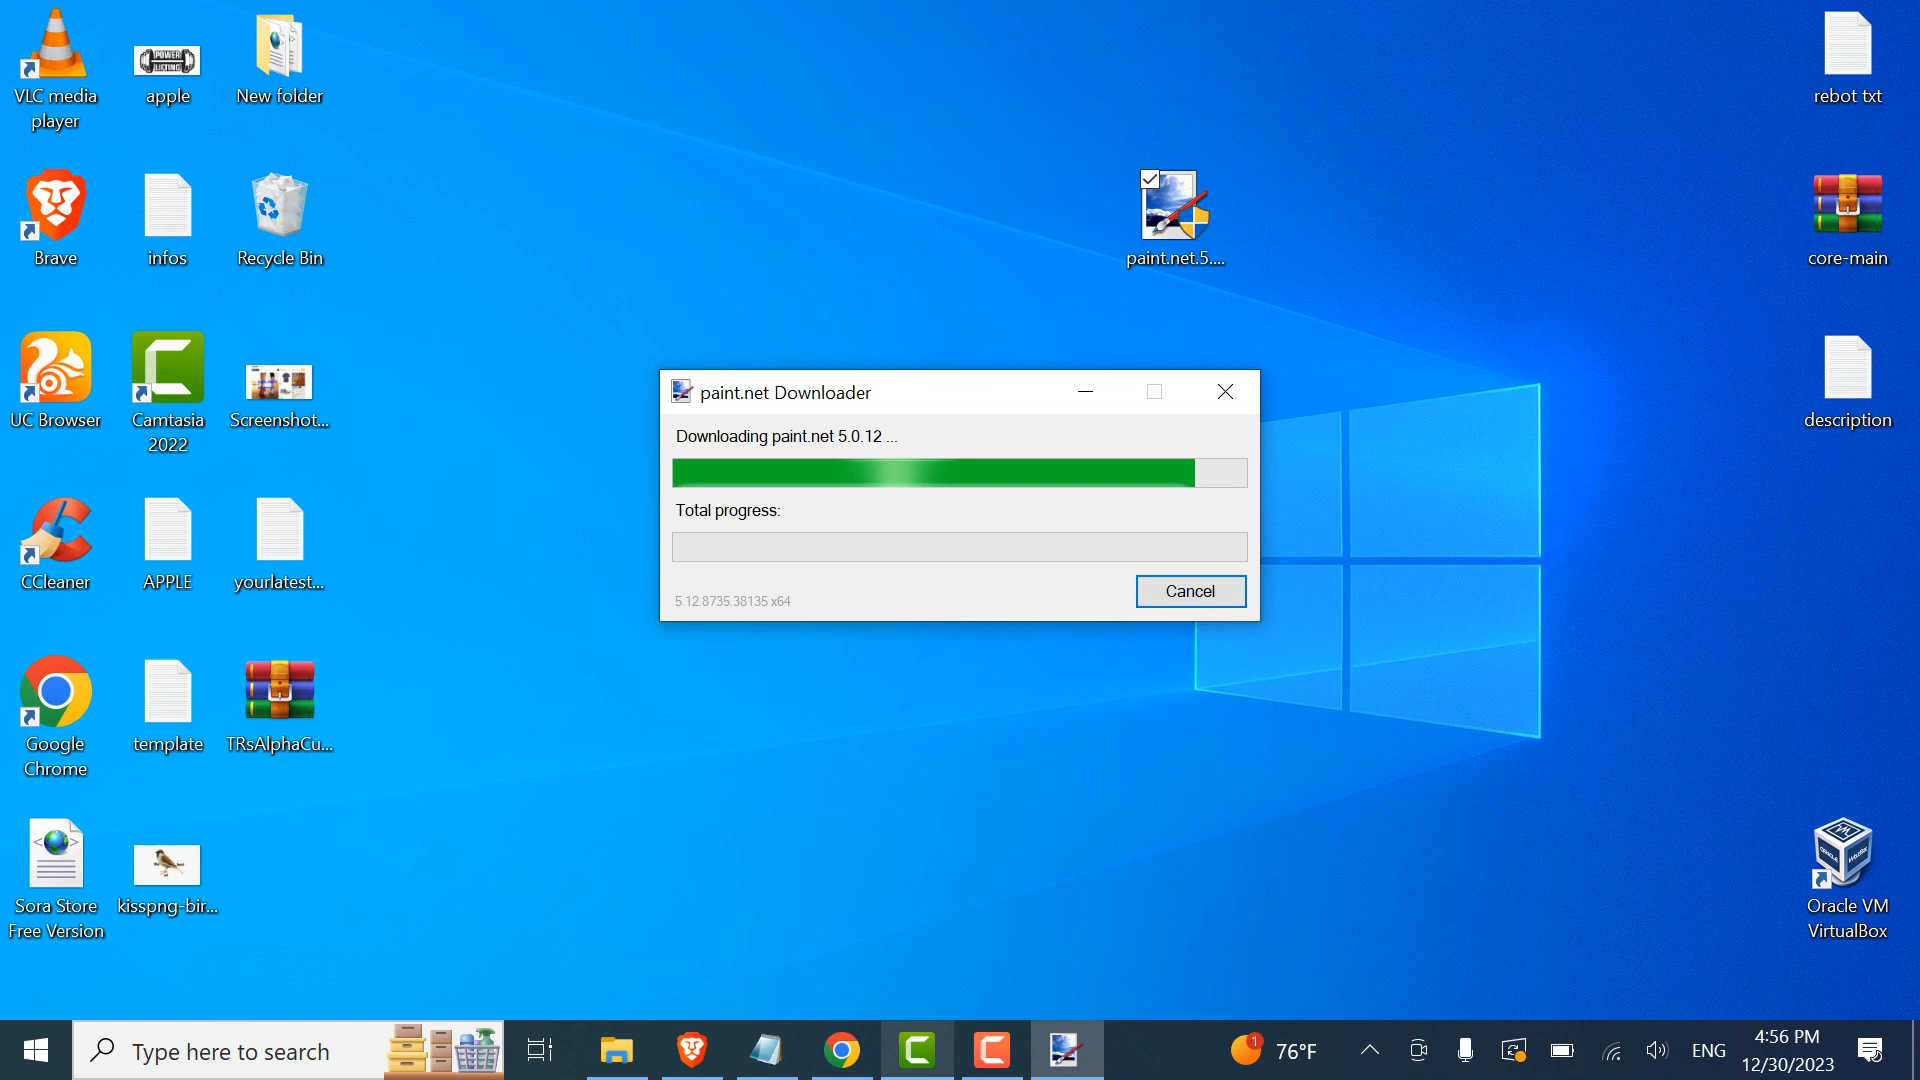 VLC media
player
apple
POWER
LIFTING
New folder
rebot txt
Brave
infos
Recycle Bin
paint.net.5....
core-main
UC Browser
Camtasia
2022
Screenshot...
description
paint.net Downloader
Downloading paint.net 5.0.12 ...
Total progress:
5.12.8735.38135 x64
Cancel
CCleaner
APPLE
yourlatest...
Google
Chrome
template
TRsAlphaCu...
Sora Store
Free Version
kisspng-bir...
Oracle VM
VirtualBox
Type here to search
1
76°F
ENG
4:56 PM
12/30/2023